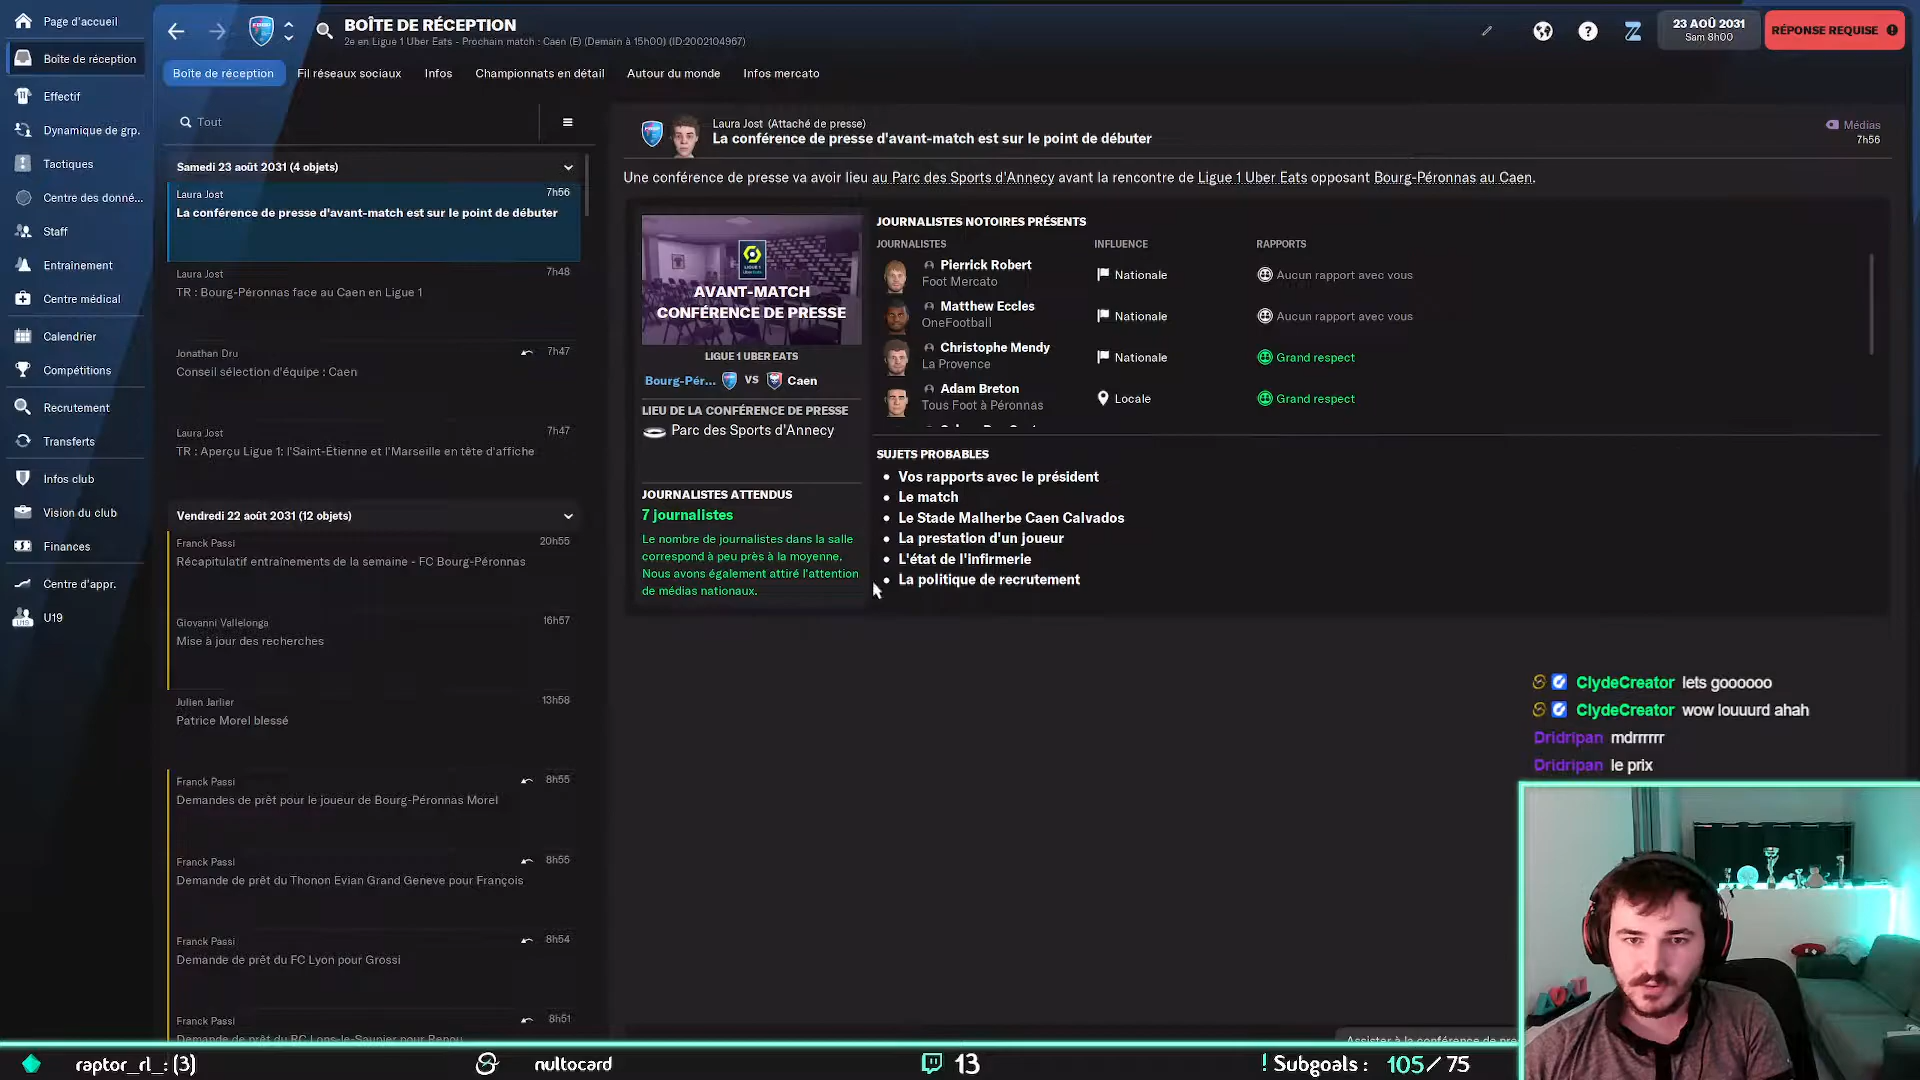 Page d'accueil
Boîte de réception
Effectif
Dynamique de grp.
Tactiques
Centre des donné...
Staff
Entraînement
Centre médical
Calendrier
Compétitions
Recrutement
Transferts
Infos club
Vision du club
Finances
Centre d'appr.
U19
BOÎTE DE RÉCEPTION
2e en Ligue 1 Uber Eats - Prochain match : Caen (E) (Demain à 15h00) (ID:2002104967)
23 AOÛ 2031
Sam 8h00
RÉPONSE REQUISE
Boîte de réception
Fil réseaux sociaux
Infos
Championnats en détail
Autour du monde
Infos mercato
Tout
Samedi 23 août 2031 (4 objets)
Laura Jost 7h56
La conférence de presse d'avant-match est sur le point de débuter
Laura Jost 7h48
TR : Bourg-Péronnas face au Caen en Ligue 1
Jonathan Dru 7h47
Conseil sélection d'équipe : Caen
Laura Jost 7h47
TR : Aperçu Ligue 1: l'Saint-Étienne et l'Marseille en tête d'affiche
Vendredi 22 août 2031 (12 objets)
Franck Passi 20h55
Récapitulatif entraînements de la semaine - FC Bourg-Péronnas
Giovanni Vallelonga 16h57
Mise à jour des recherches
Julien Jarlier 13h58
Patrice Morel blessé
Franck Passi 8h55
Demandes de prêt pour le joueur de Bourg-Péronnas Morel
Franck Passi 8h55
Demande de prêt du Thonon Evian Grand Geneve pour François
Franck Passi 8h54
Demande de prêt du FC Lyon pour Grossi
Franck Passi 8h51
Demande de prêt du RC Lons-le-Saunier pour Renou
Laura Jost (Attaché de presse)
La conférence de presse d'avant-match est sur le point de débuter
Médias
7h56
Une conférence de presse va avoir lieu au Parc des Sports d'Annecy avant la rencontre de Ligue 1 Uber Eats opposant Bourg-Péronnas au Caen.
LIGUE 1
AVANT-MATCH
CONFÉRENCE DE PRESSE
LIGUE 1 UBER EATS
Bourg-Pér... VS Caen
LIEU DE LA CONFÉRENCE DE PRESSE
Parc des Sports d'Annecy
JOURNALISTES ATTENDUS
7 journalistes
Le nombre de journalistes dans la salle
correspond à peu près à la moyenne.
Nous avons également attiré l'attention
de médias nationaux.
JOURNALISTES NOTOIRES PRÉSENTS
JOURNALISTES INFLUENCE RAPPORTS
Pierrick Robert
Foot Mercato
Nationale
Aucun rapport avec vous
Matthew Eccles
OneFootball
Nationale
Aucun rapport avec vous
Christophe Mendy
La Provence
Nationale
Grand respect
Adam Breton
Tous Foot à Péronnas
Locale
Grand respect
SUJETS PROBABLES
Vos rapports avec le président
Le match
Le Stade Malherbe Caen Calvados
La prestation d'un joueur
L'état de l'infirmerie
La politique de recrutement
Assister à la conférence de pre
ClydeCreator lets goooooo
ClydeCreator wow louuurd ahah
Dridripan mdrrrrrr
Dridripan le prix
raptor_rl_: (3)
nultocard
13
! Subgoals : 105/ 75